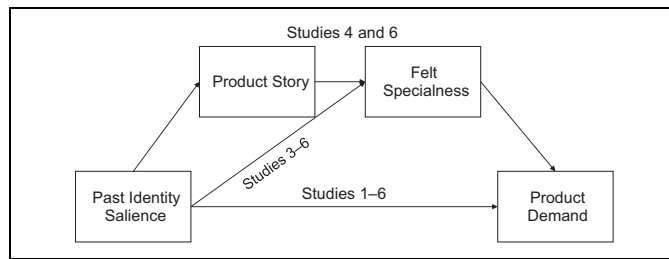 Studies 4 and 6
Product Story
Felt
Specialness
Studies 3–6
Past Identity
Salience
Studies 1–6
Product
Demand